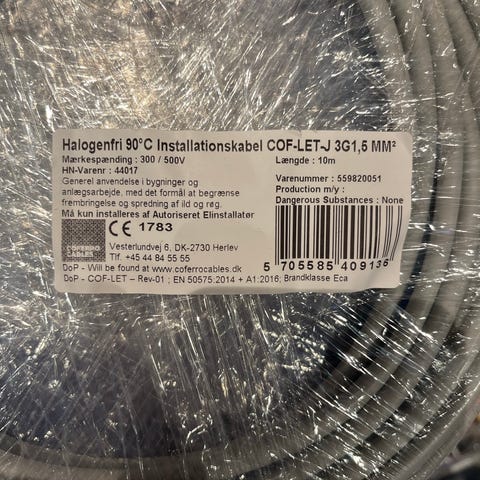 Halogenfri 90°C Installationskabel COF-LET-J 3G1,5 MM²
Mærkespænding : 300 / 500V
Længde : 10m
HN-Varenr : 44017
Varenummer : 559820051
Generel anvendelse i bygninger og
Production m/y :
anlægsarbejde, med det formål at begrænse
Dangerous Substances : None
frembringelse og spredning af ild og røg.
Må kun installeres af Autoriseret Elinstallatør
CE 1783
COFERRO
CABLES
Vesterlundvej 6, DK-2730 Herlev
Tlf. +45 44 84 55 55
5 705585 409136
DoP - Will be found at www.coferrocables.dk
DoP - COF-LET – Rev-01 ; EN 50575:2014 + A1:2016; Brandklasse Eca